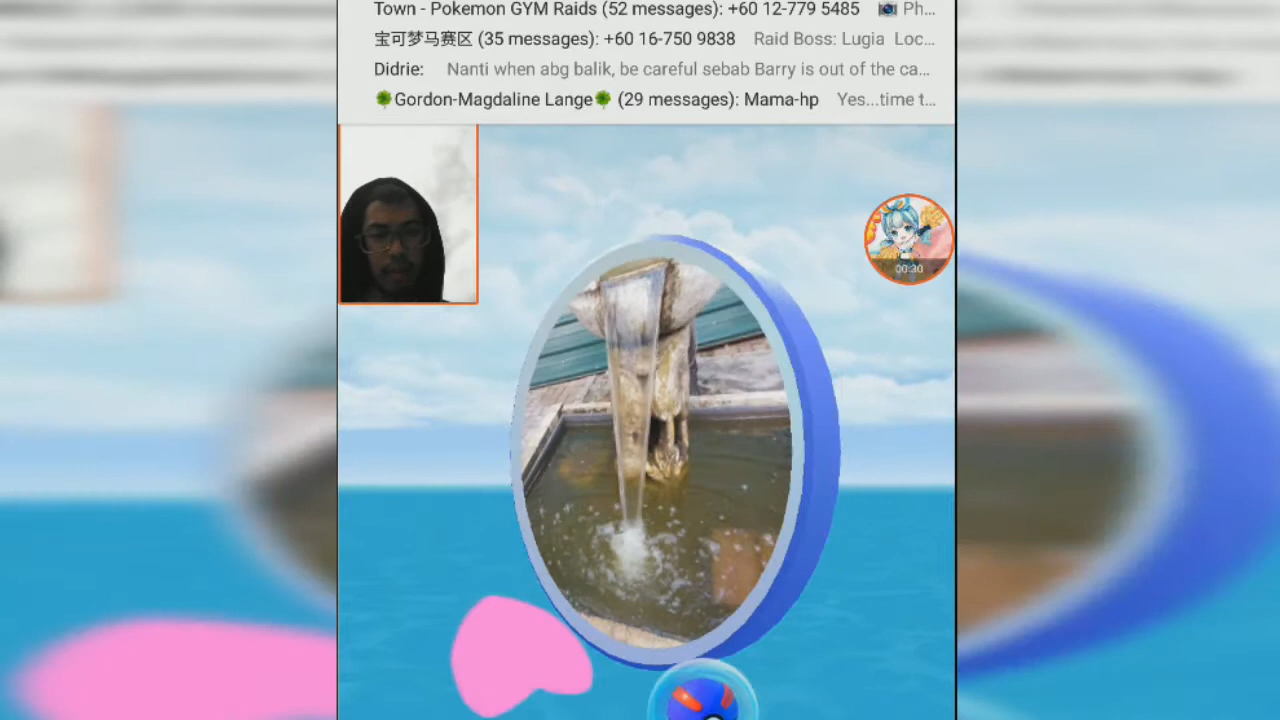 Town - Pokemon GYM Raids (52 messages): +60 12-779 5485 Ph...
宝可梦马赛区 (35 messages): +60 16-750 9838 Raid Boss: Lugia Loc...
Didrie: Nanti when abg balik, be careful sebab Barry is out of the ca...
Gordon-Magdaline Lange (29 messages): Mama-hp Yes...time t...
00:30